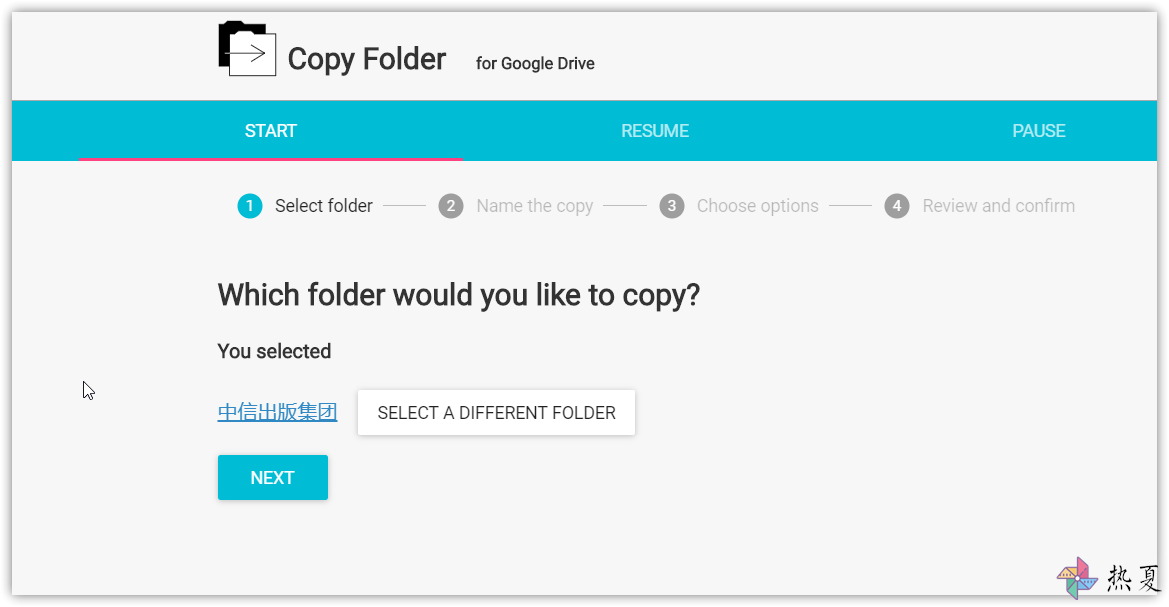 Copy Folder for Google Drive
START RESUME PAUSE
1 Select folder 2 Name the copy 3 Choose options 4 Review and confirm
Which folder would you like to copy?
You selected
中信出版集团 SELECT A DIFFERENT FOLDER
NEXT
热夏